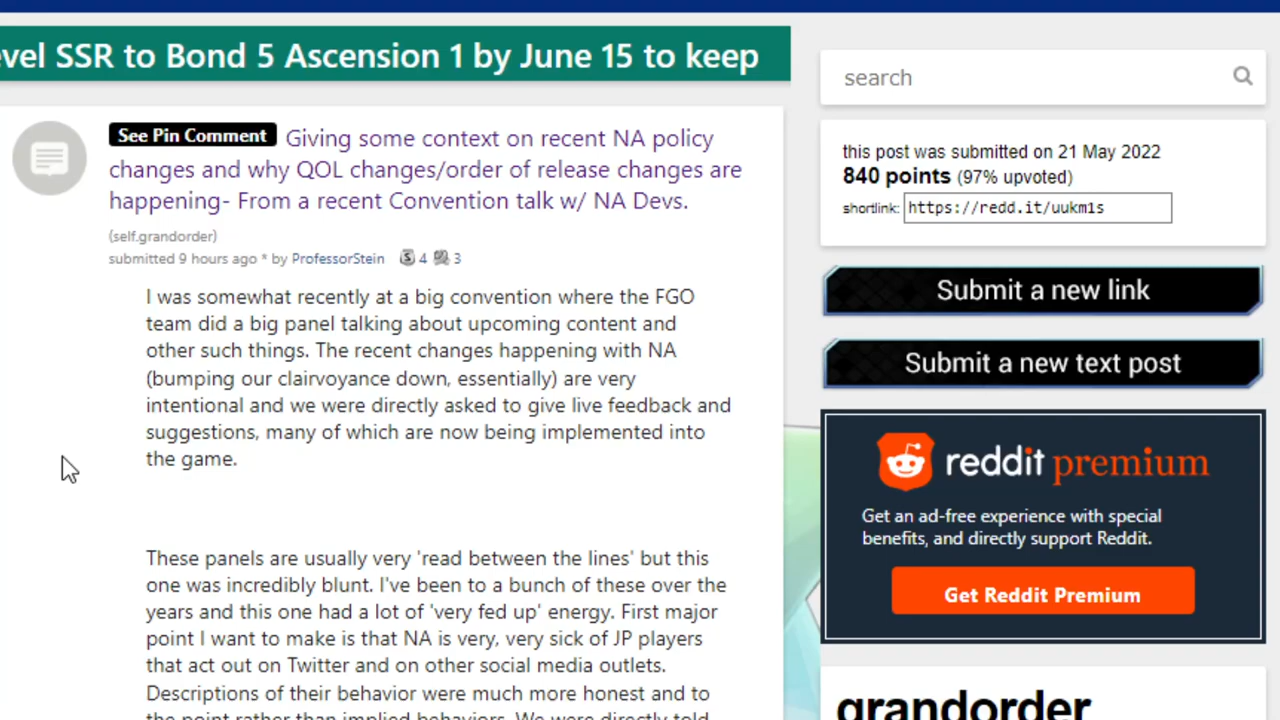 evel SSR to Bond 5 Ascension 1 by June 15 to keep
See Pin Comment Giving some context on recent NA policy
changes and why QOL changes/order of release changes are
happening- From a recent Convention talk w/ NA Devs.
(self.grandorder)
submitted 9 hours ago * by ProfessorStein 4 3
I was somewhat recently at a big convention where the FGO
team did a big panel talking about upcoming content and
other such things. The recent changes happening with NA
(bumping our clairvoyance down, essentially) are very
intentional and we were directly asked to give live feedback and
suggestions, many of which are now being implemented into
the game.
These panels are usually very 'read between the lines' but this
one was incredibly blunt. I've been to a bunch of these over the
years and this one had a lot of 'very fed up' energy. First major
point I want to make is that NA is very, very sick of JP players
that act out on Twitter and on other social media outlets.
Descriptions of their behavior were much more honest and to
the point rather than implied behaviors. We were directly told
search
this post was submitted on 21 May 2022
840 points (97% upvoted)
shortlink: https://redd.it/uukm1s
Submit a new link
Submit a new text post
reddit premium
Get an ad-free experience with special
benefits, and directly support Reddit.
Get Reddit Premium
grandorder